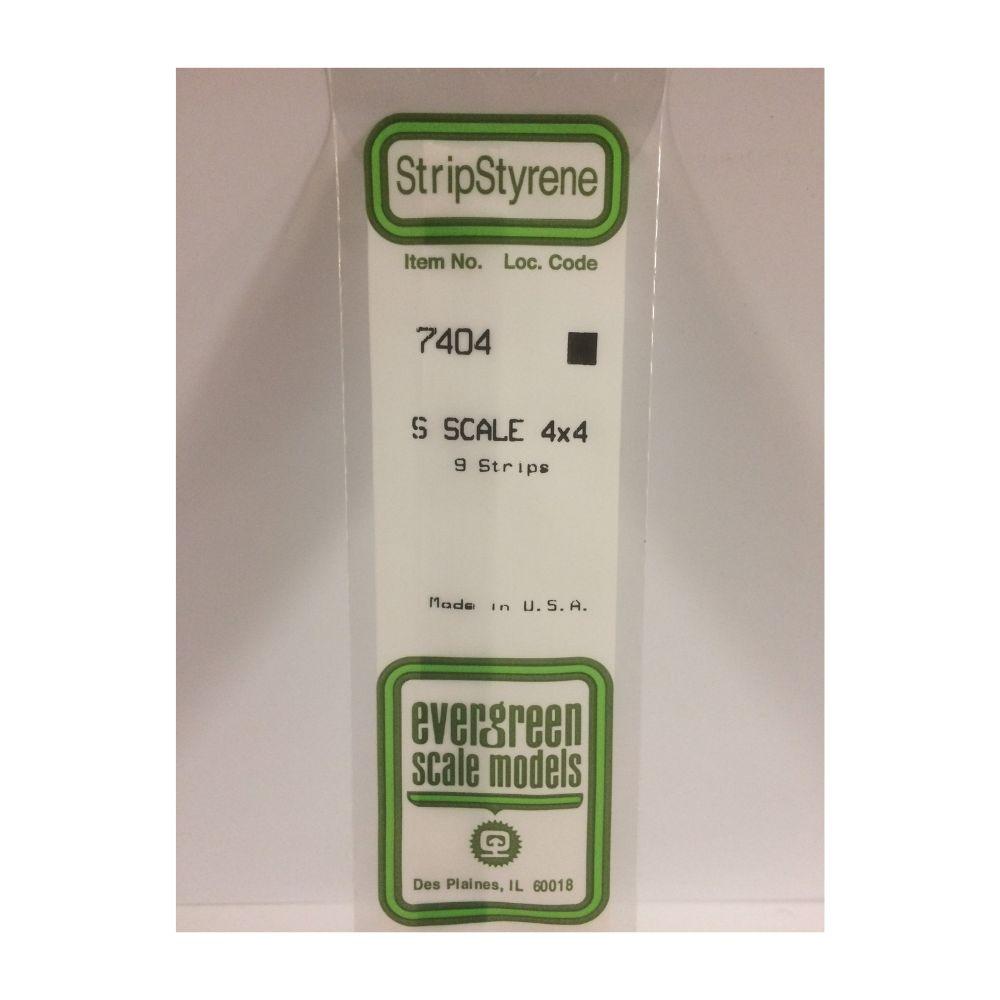 StripStyrene
Item No. Loc. Code
7404
S SCALE 4x4
9 Strips
Made in U.S.A.
evergreen
scale models
Des Plaines, IL 60018